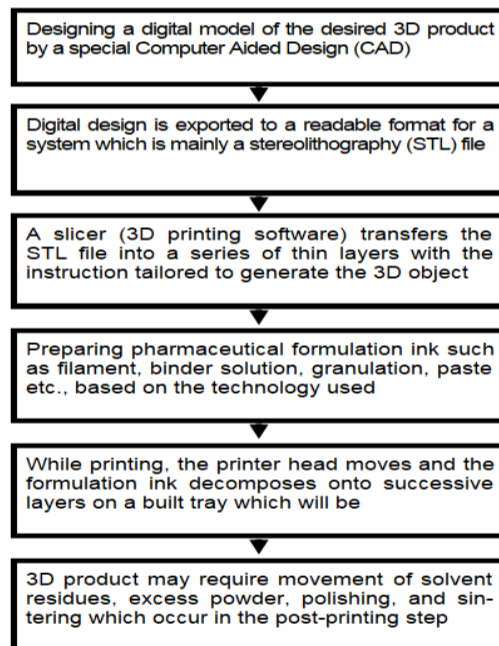 Designing a digital model of the desired 3D product
by a special Computer Aided Design (CAD)
Digital design is exported to a readable format for a
system which is mainly a stereolithography (STL) file
A slicer (3D printing software) transfers the
STL file into a series of thin layers with the
instruction tailored to generate the 3D object
Preparing pharmaceutical formulation ink such
as filament, binder solution, granulation, paste
etc., based on the technology used
While printing, the printer head moves and the
formulation ink decomposes onto successive
layers on a built tray which will be
3D product may require movement of solvent
residues, excess powder, polishing, and sin-
tering which occur in the post-printing step